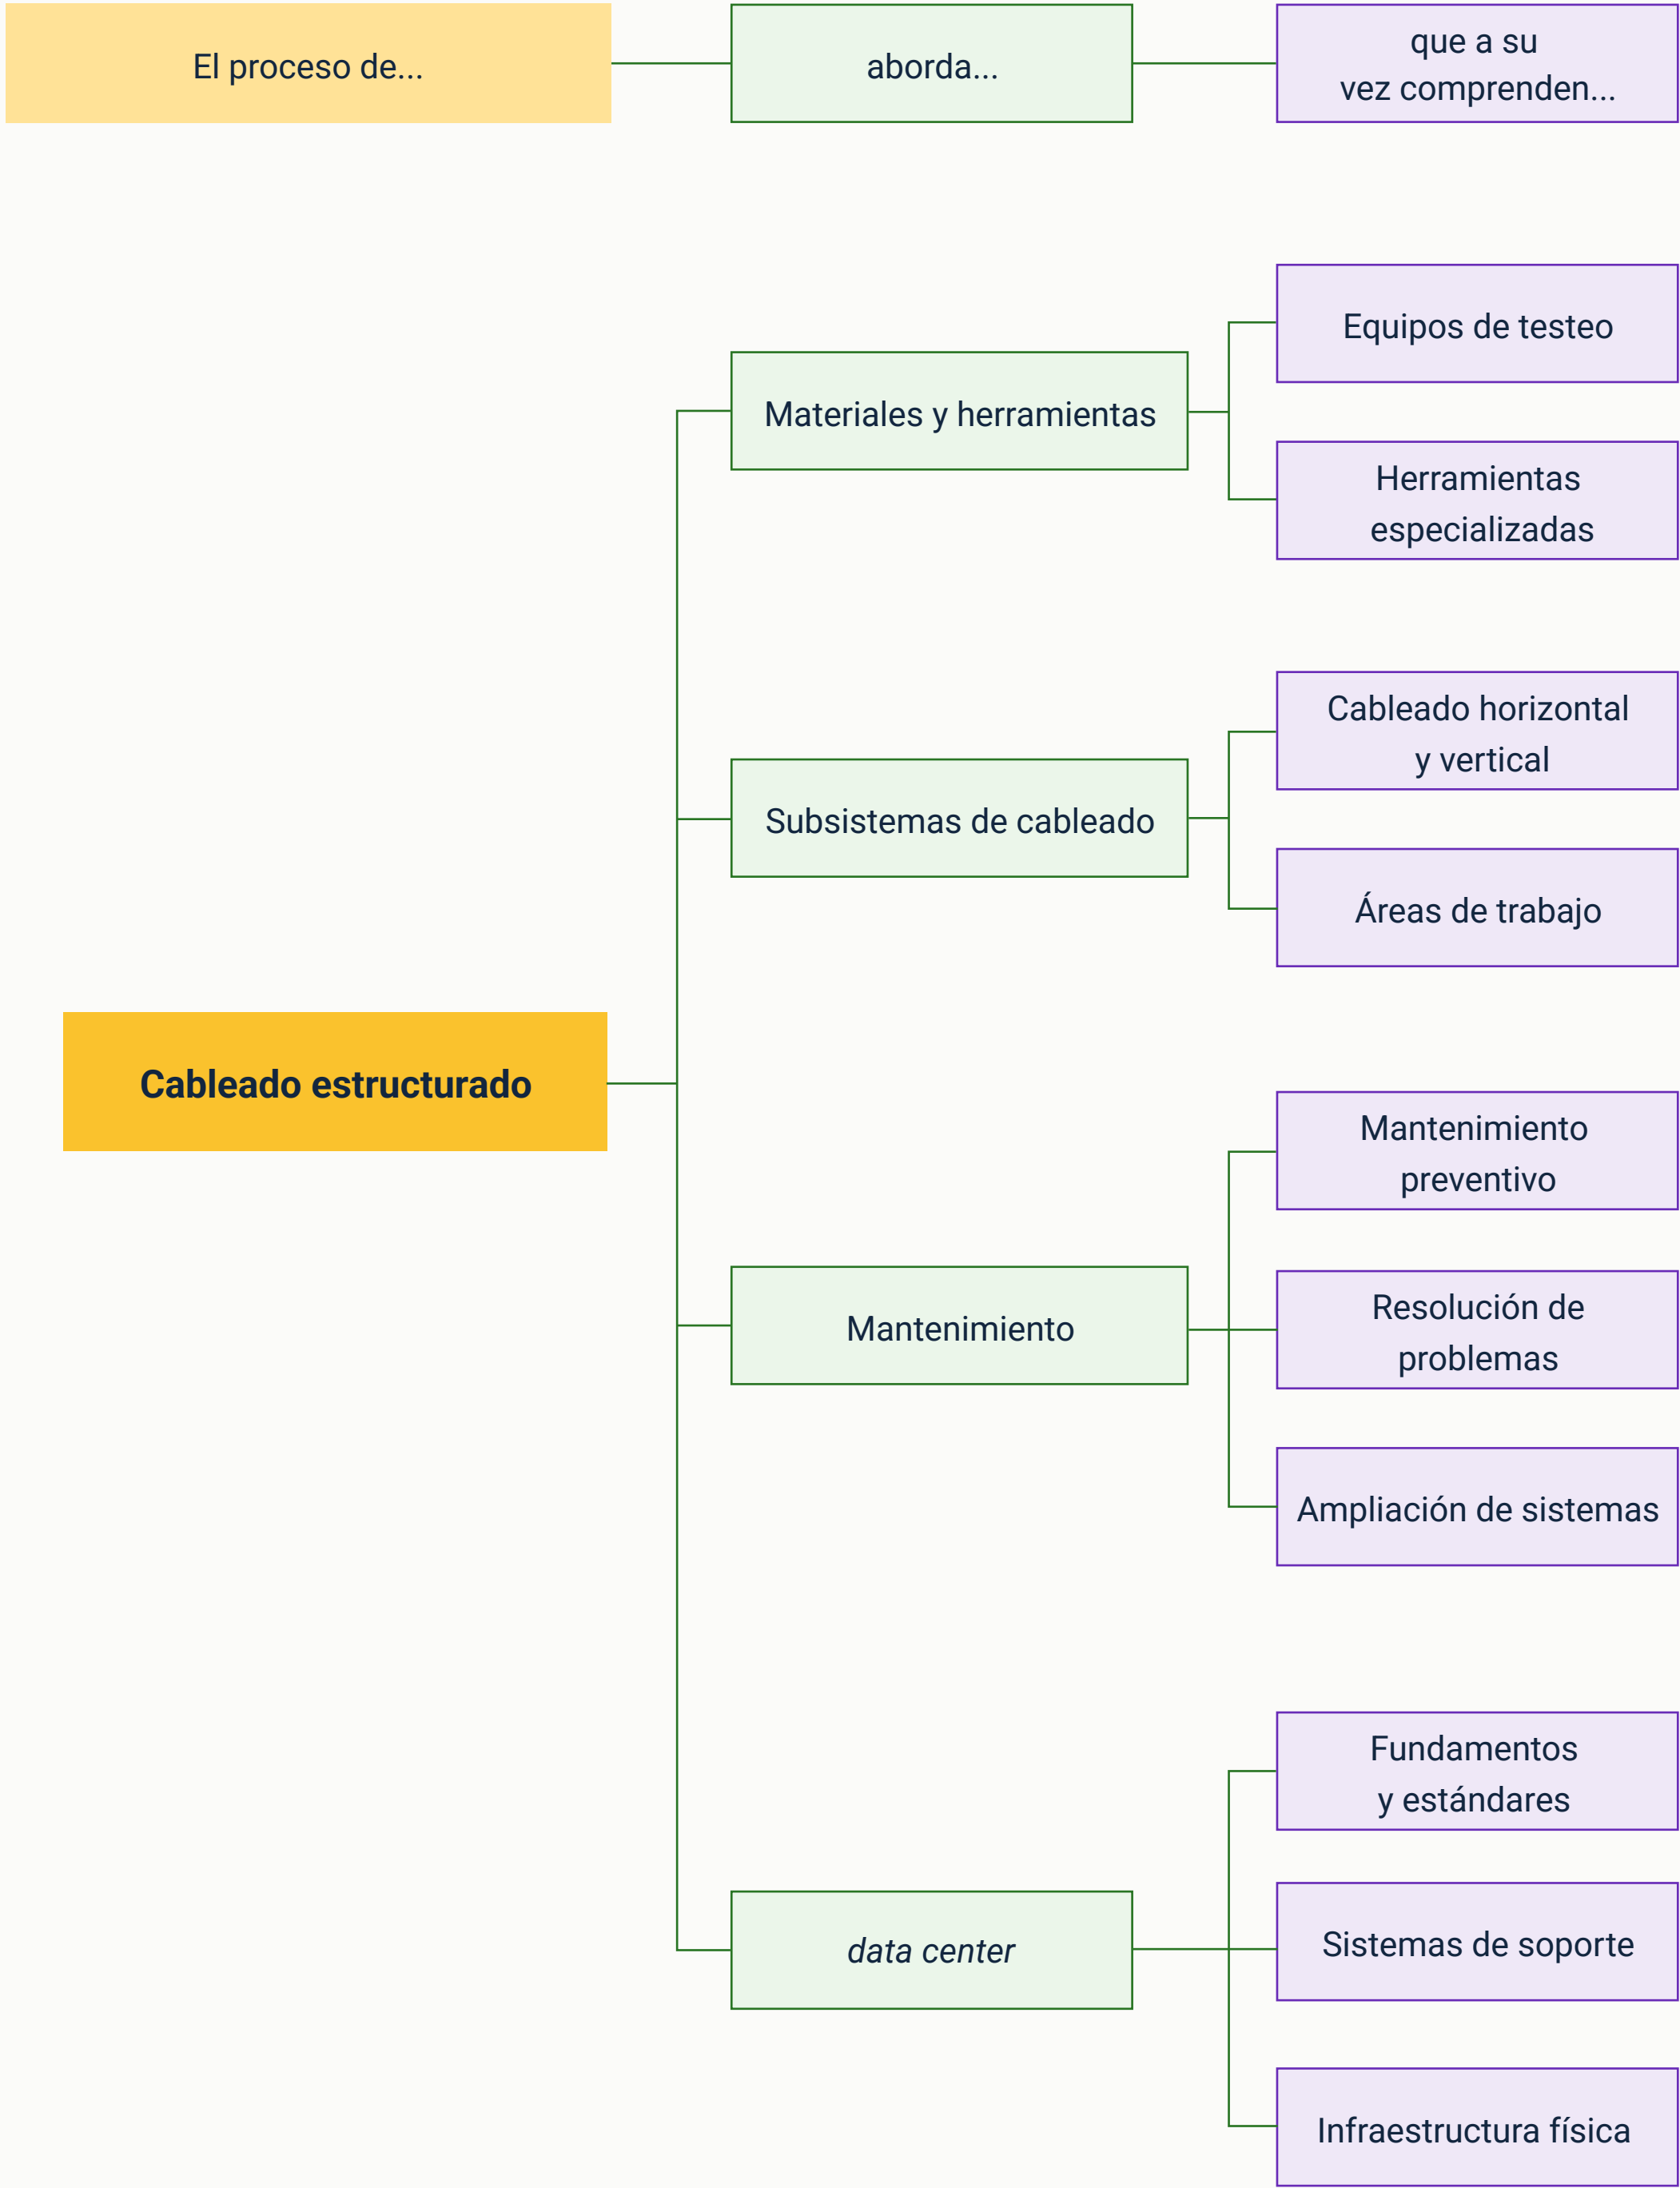 El proceso de...
aborda...
que a su
vez comprenden...
Equipos de testeo
Materiales y herramientas
Herramientas
especializadas
Cableado horizontal
y vertical
Subsistemas de cableado
Áreas de trabajo
Cableado estructurado
Mantenimiento
preventivo
Mantenimiento
Resolución de
problemas
Ampliación de sistemas
Fundamentos
y estándares
data center
Sistemas de soporte
Infraestructura física